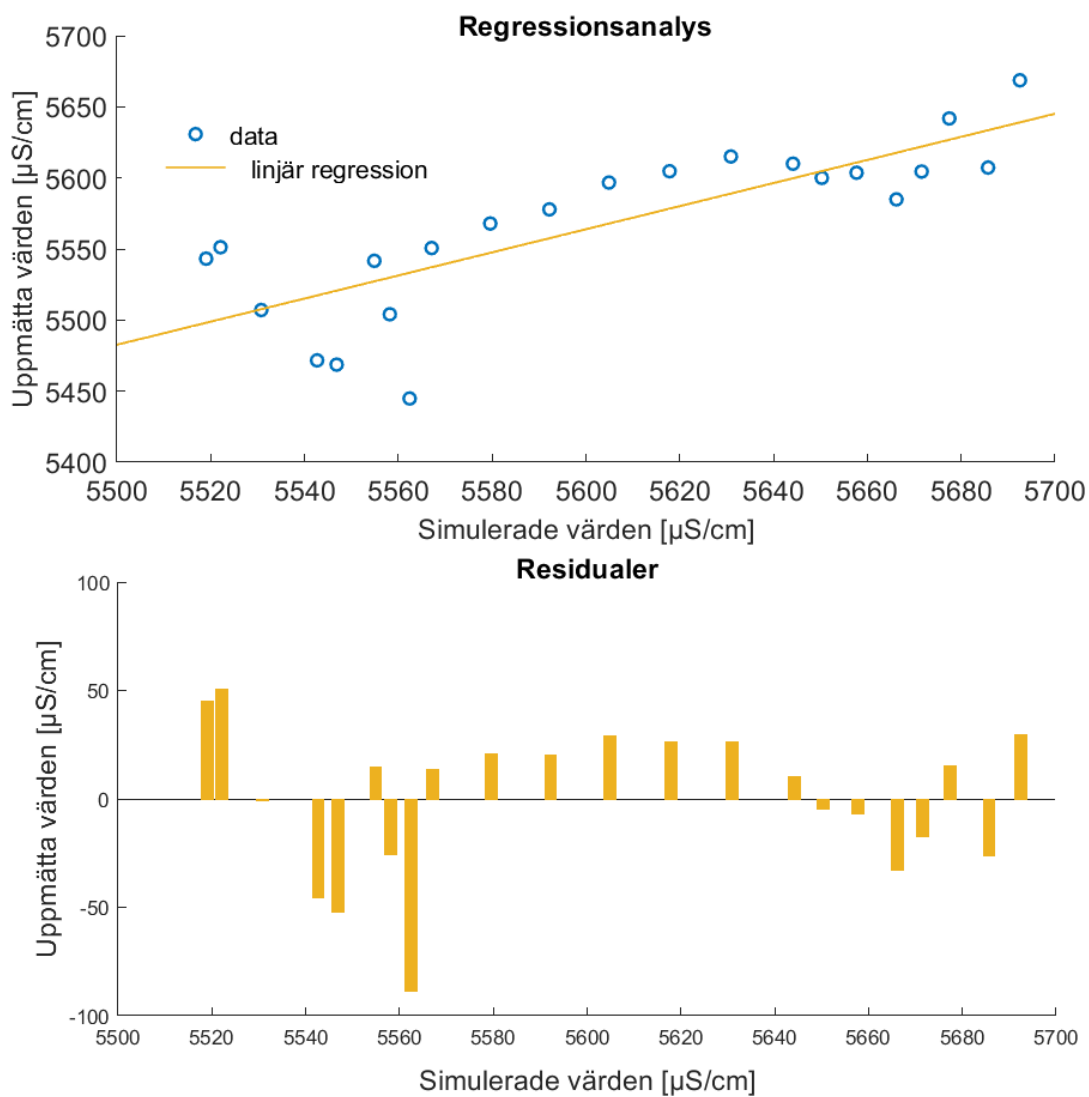 Regressionsanalys
5700
5650
5600
5550
5500
5450
5400
Uppmätta värden [µS/cm]
data
linjär regression
5500 5520 5540 5560 5580 5600 5620 5640 5660 5680 5700
Simulerade värden [µS/cm]
Residualer
100
50
0
-50
-100
Uppmätta värden [µS/cm]
5500 5520 5540 5560 5580 5600 5620 5640 5660 5680 5700
Simulerade värden [µS/cm]